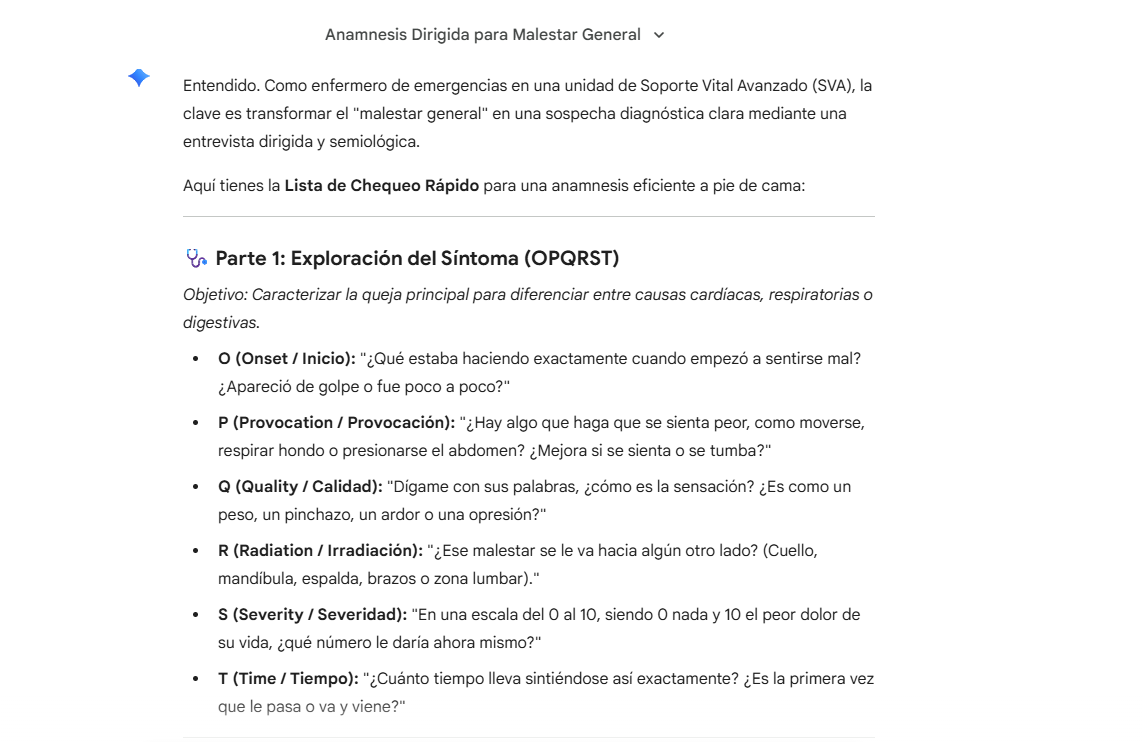 Anamnesis Dirigida para Malestar General
Entendido. Como enfermero de emergencias en una unidad de Soporte Vital Avanzado (SVA), la
clave es transformar el "malestar general" en una sospecha diagnóstica clara mediante una
entrevista dirigida y semiológica.
Aquí tienes la Lista de Chequeo Rápido para una anamnesis eficiente a pie de cama:
Parte 1: Exploración del Síntoma (OPQRST)
Objetivo: Caracterizar la queja principal para diferenciar entre causas cardíacas, respiratorias o
digestivas.
• O (Onset / Inicio): "¿Qué estaba haciendo exactamente cuando empezó a sentirse mal?
¿Apareció de golpe o fue poco a poco?"
• P (Provocation / Provocación): "¿Hay algo que haga que se sienta peor, como moverse,
respirar hondo o presionarse el abdomen? ¿Mejora si se sienta o se tumba?"
• Q (Quality / Calidad): "Dígame con sus palabras, ¿cómo es la sensación? ¿Es como un
peso, un pinchazo, un ardor o una opresión?"
• R (Radiation / Irradiación): "¿Ese malestar se le va hacia algún otro lado? (Cuello,
mandíbula, espalda, brazos o zona lumbar)."
• S (Severity / Severidad): "En una escala del 0 al 10, siendo 0 nada y 10 el peor dolor de
su vida, ¿qué número le daría ahora mismo?"
• T (Time / Tiempo): "¿Cuánto tiempo lleva sintiéndose así exactamente? ¿Es la primera vez
que le pasa o va y viene?"